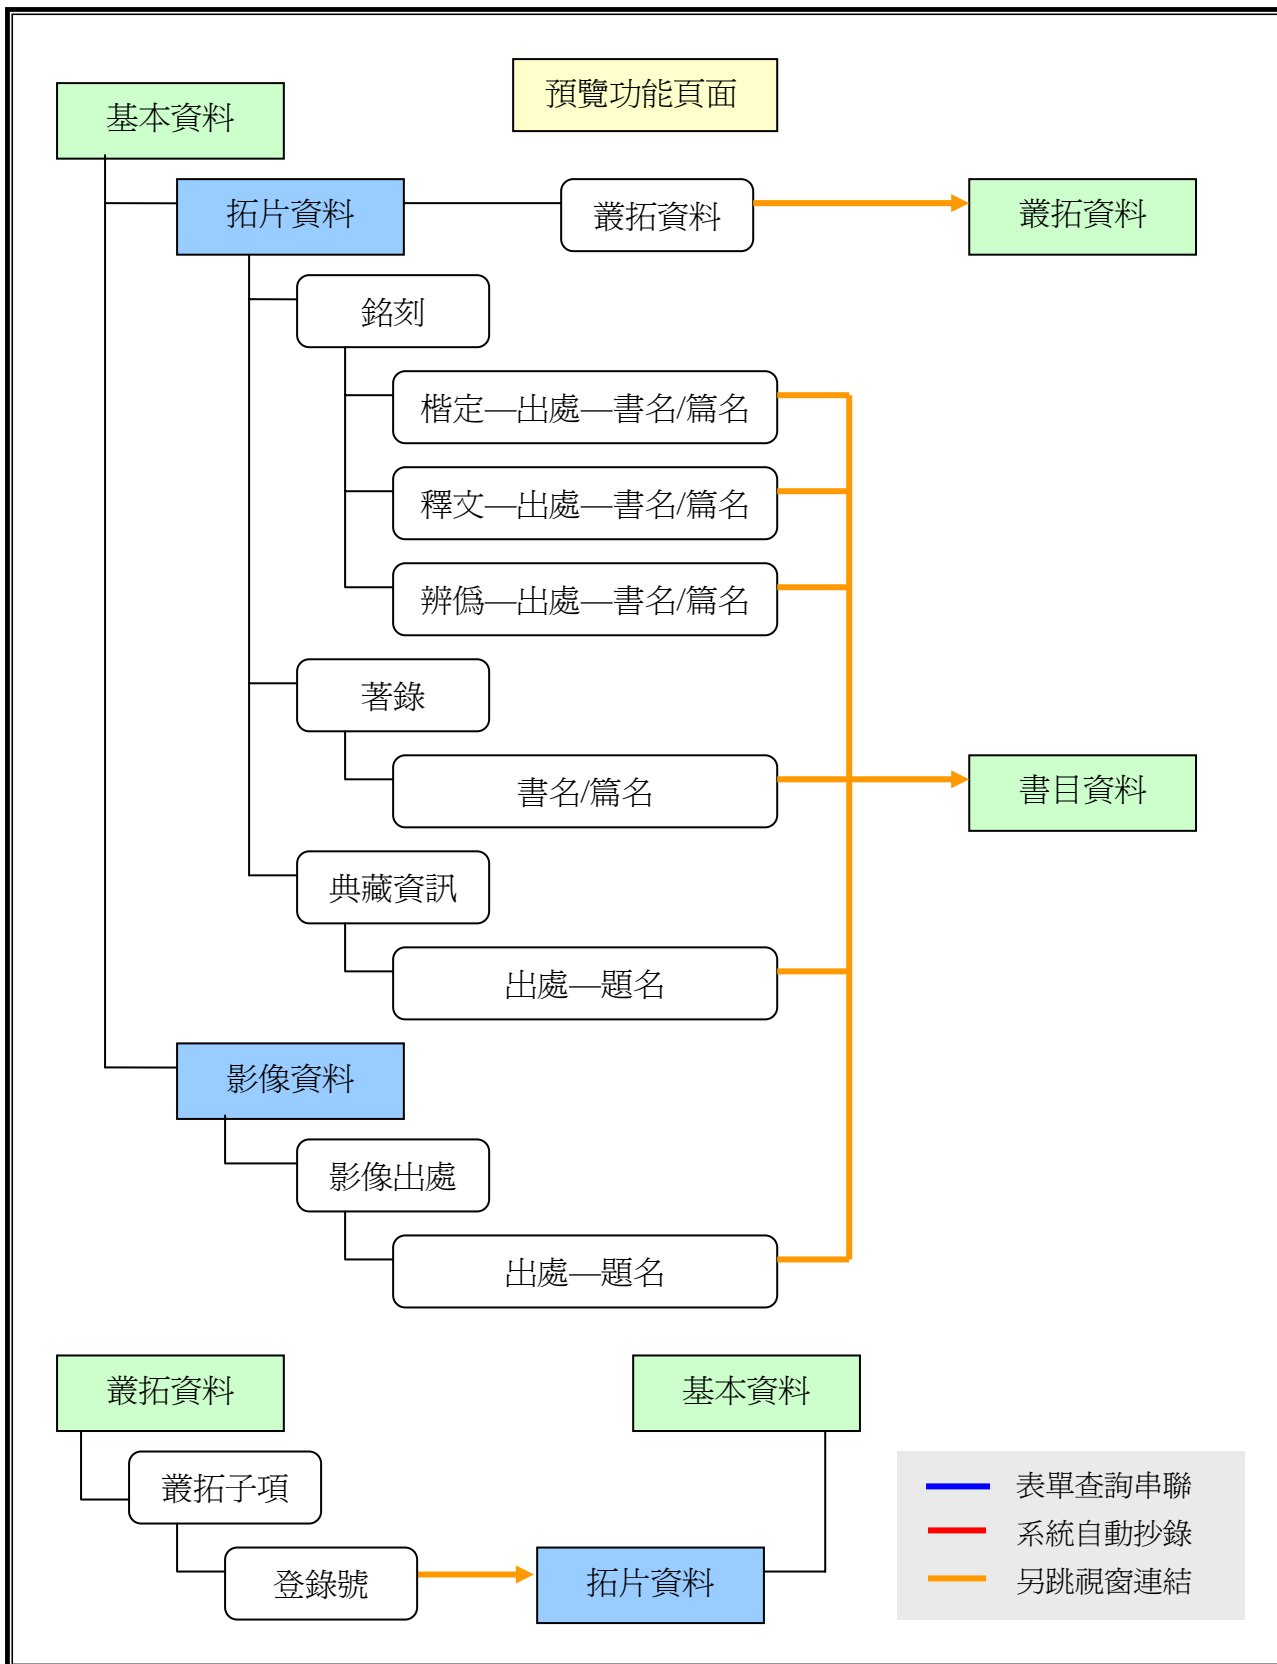 預覽功能頁面
基本資料
拓片資料
叢拓資料
叢拓資料
銘刻
楷定—出處—書名/篇名
釋文—出處—書名/篇名
辨偽—出處—書名/篇名
著錄
書名/篇名
書目資料
典藏資訊
出處—題名
影像資料
影像出處
出處—題名
叢拓資料
基本資料
叢拓子項
登錄號
拓片資料
表單查詢串聯
系統自動抄錄
另跳視窗連結